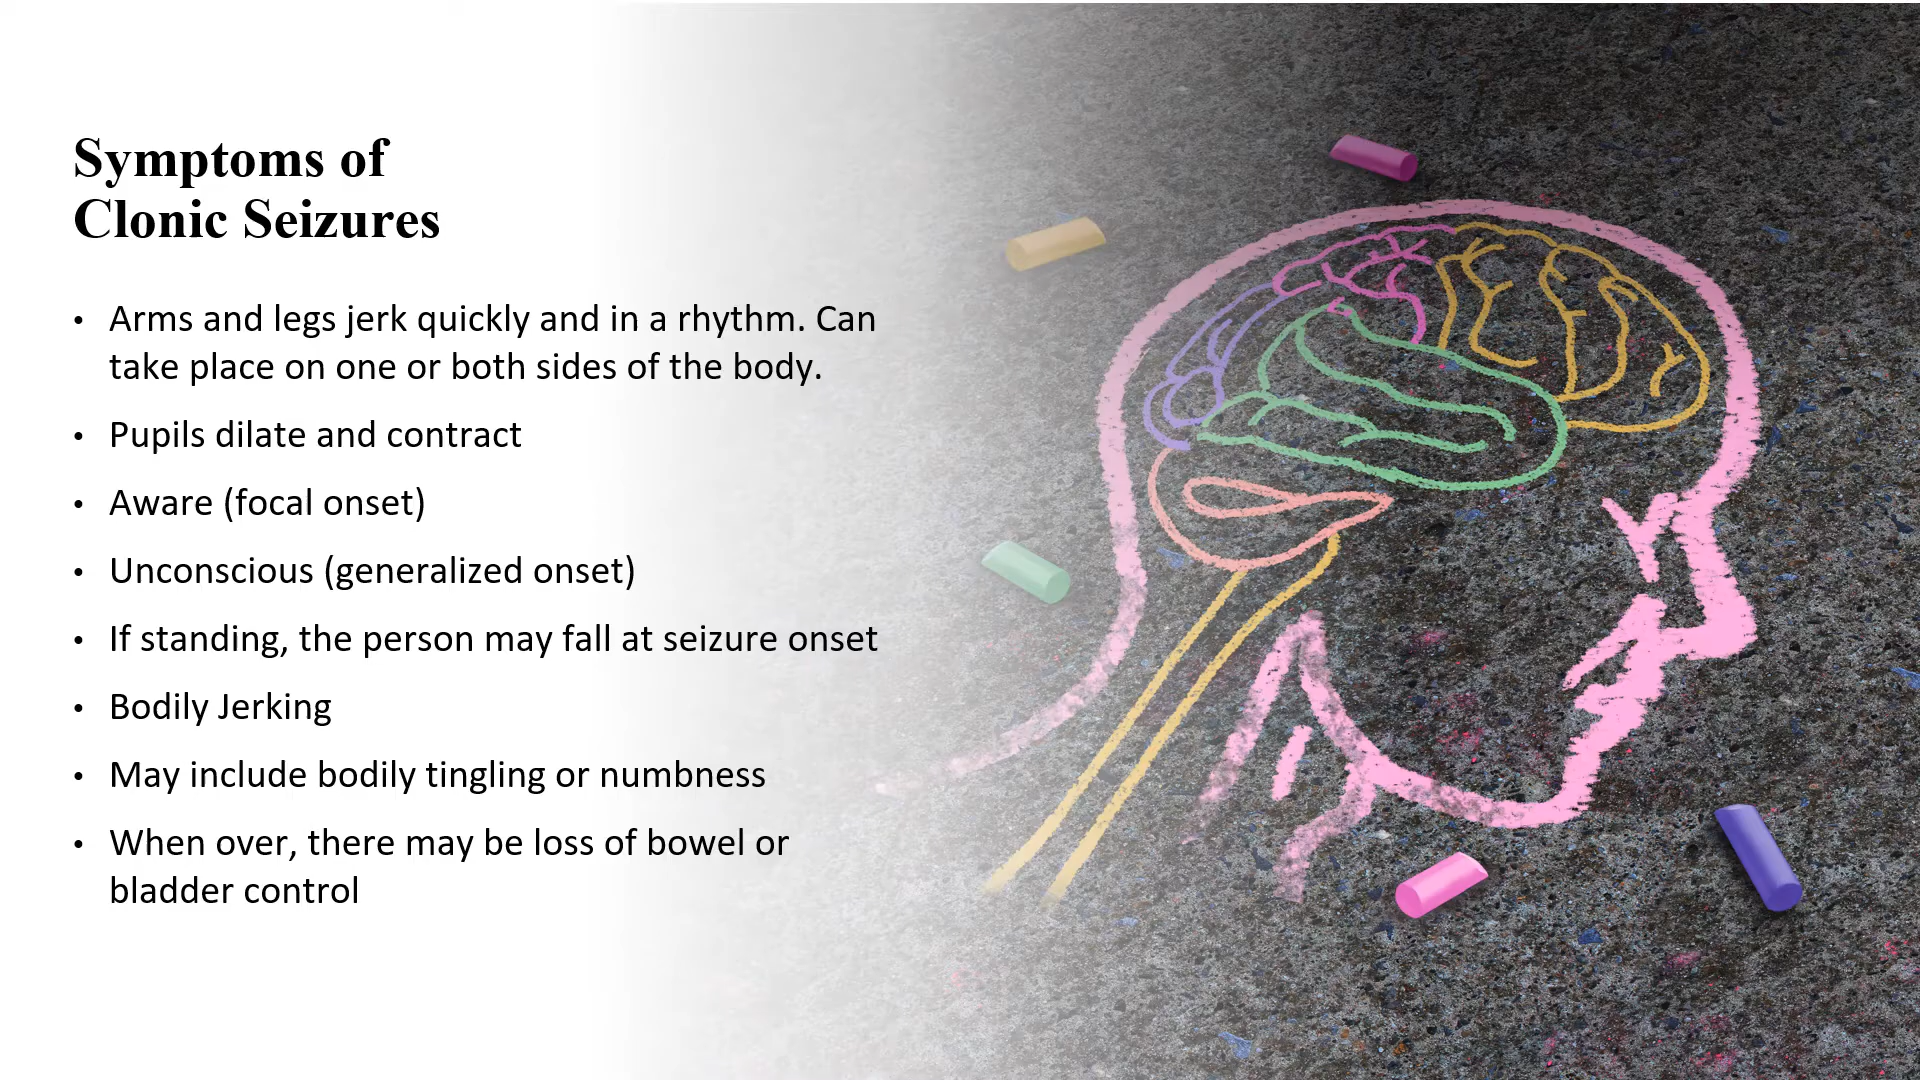 Symptoms of
Clonic Seizures
• Arms and legs jerk quickly and in a rhythm. Can
take place on one or both sides of the body.
• Pupils dilate and contract
• Aware (focal onset)
• Unconscious (generalized onset)
• If standing, the person may fall at seizure onset
• Bodily Jerking
• May include bodily tingling or numbness
• When over, there may be loss of bowel or
bladder control